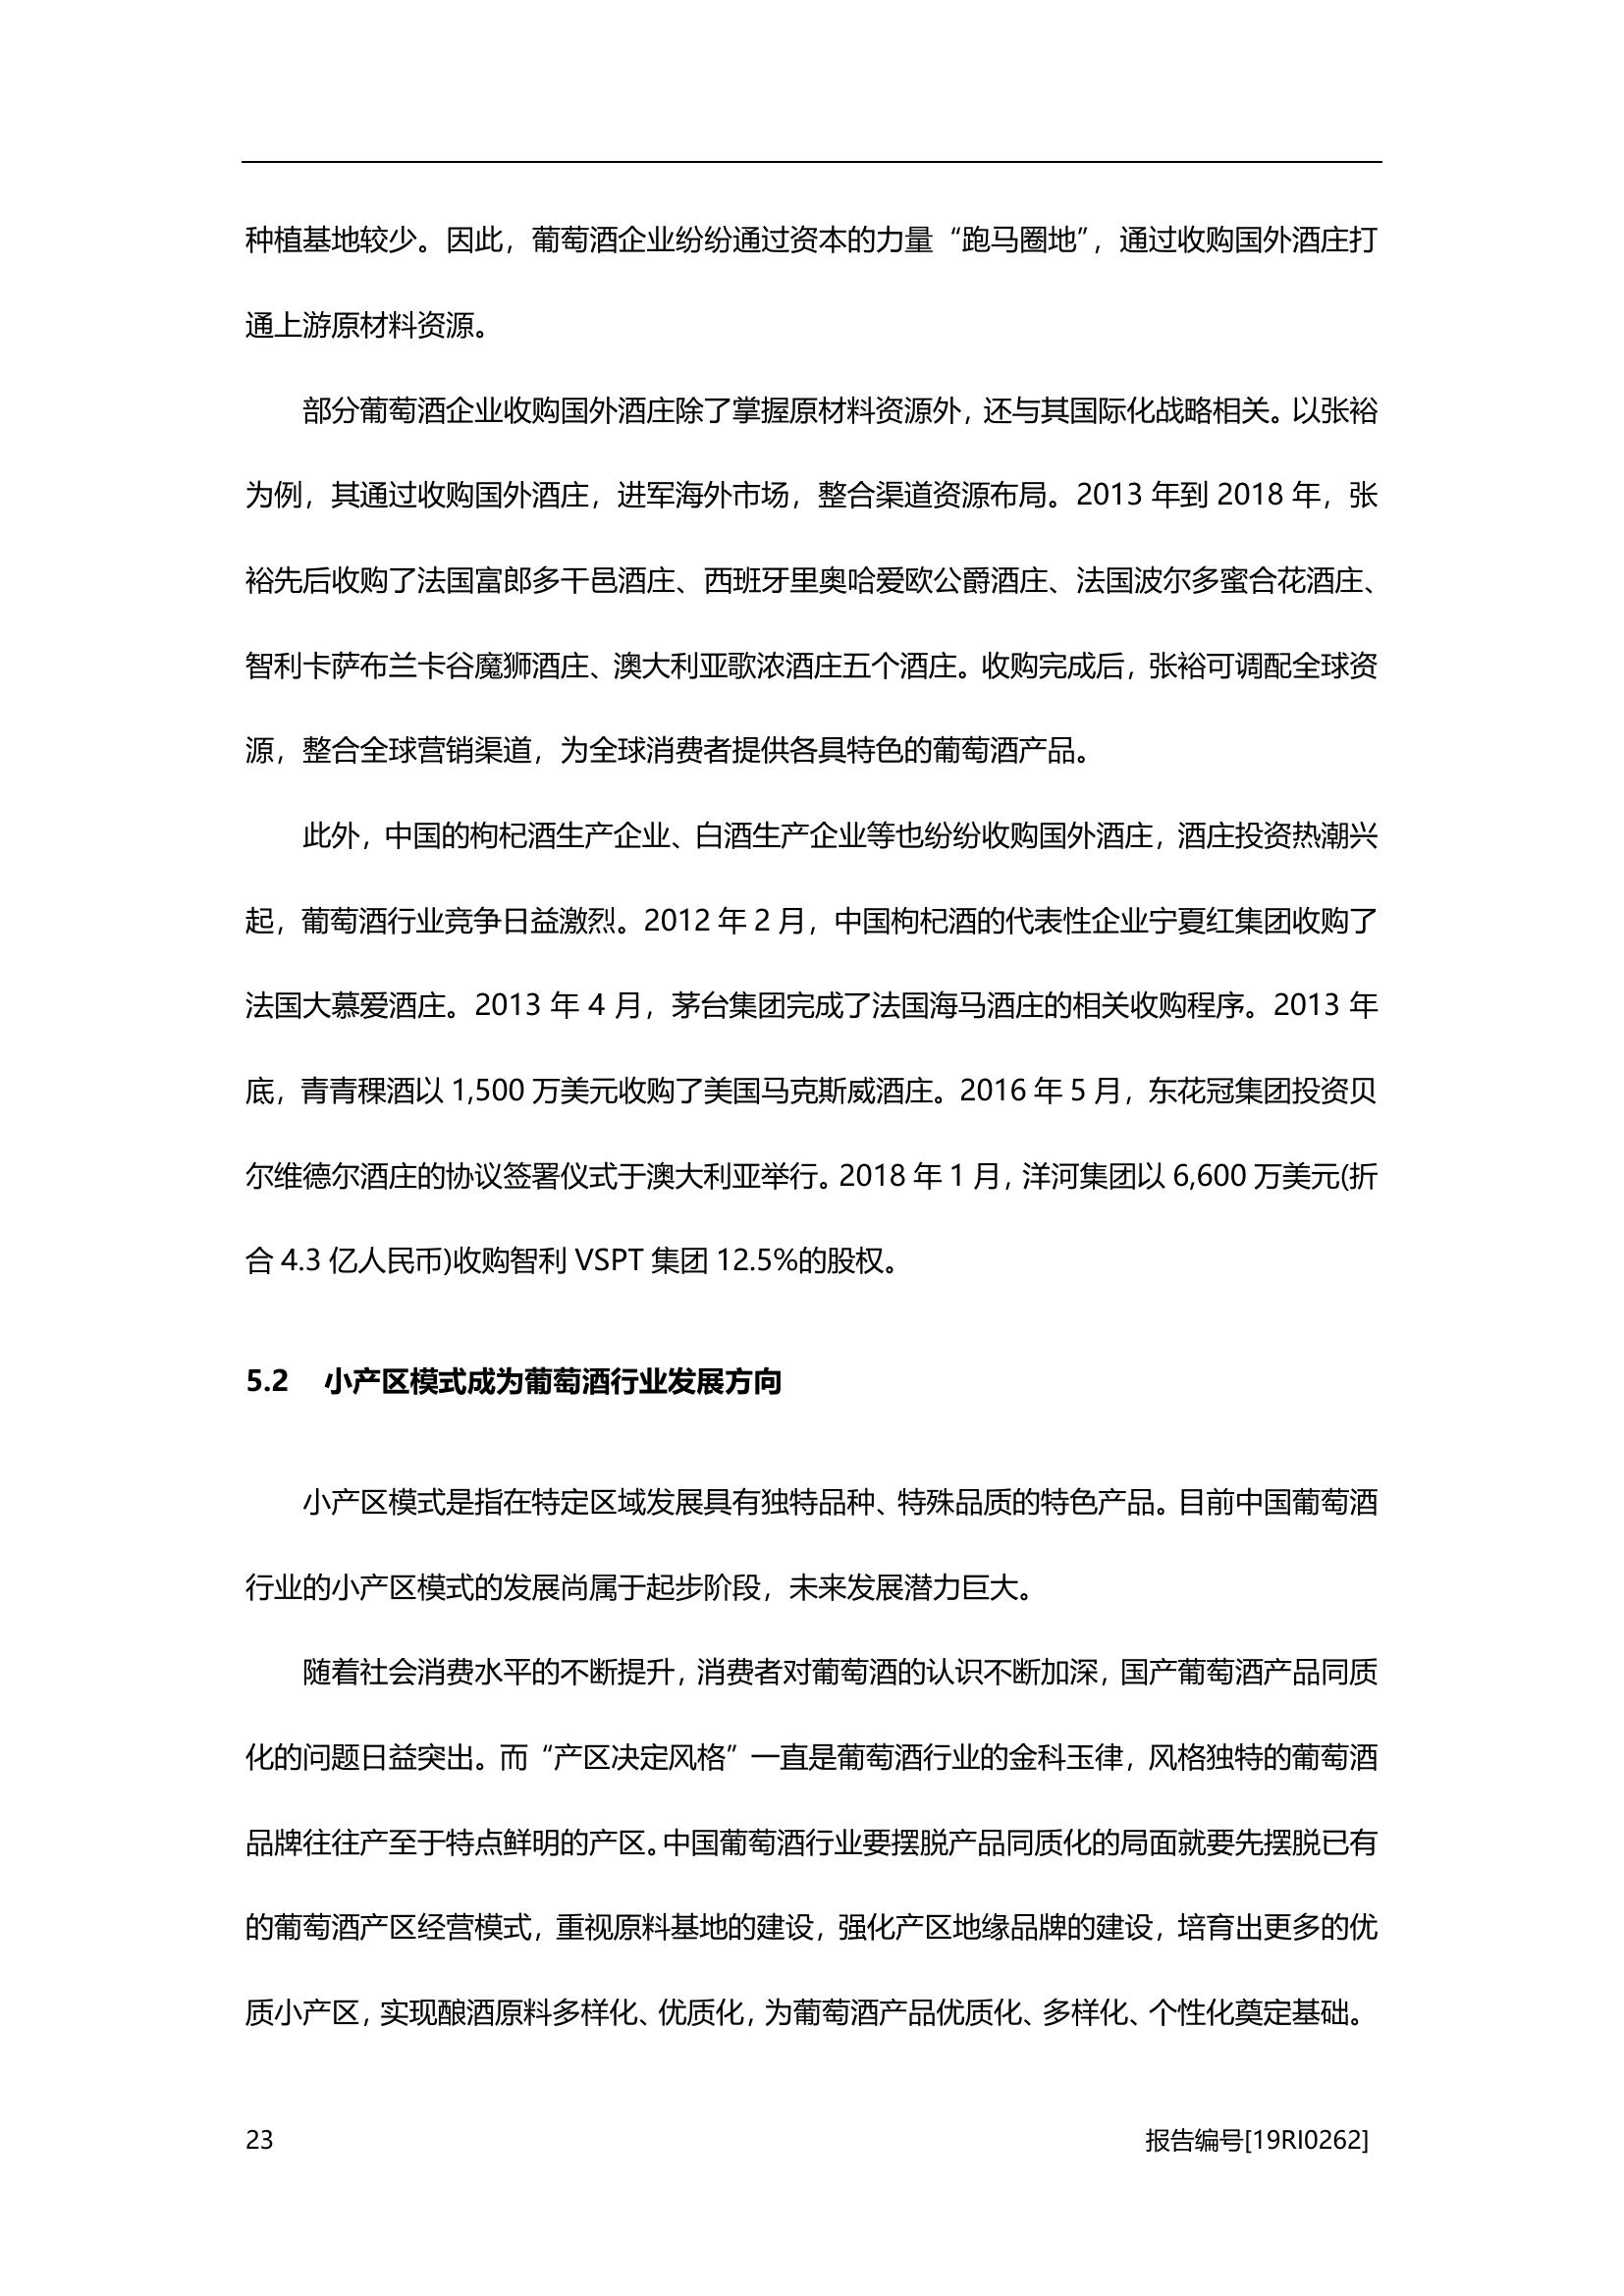 种植基地较少。因此，葡萄酒企业纷纷通过资本的力量“跑马圈地”，通过收购国外酒庄打
通上游原材料资源。
部分葡萄酒企业收购国外酒庄除了掌握原材料资源外，还与其国际化战略相关。以张裕
为例，其通过收购国外酒庄，进军海外市场，整合渠道资源布局。2013 年到 2018 年，张
裕先后收购了法国富郎多干邑酒庄、西班牙里奥哈爱欧公爵酒庄、法国波尔多蜜合花酒庄、
智利卡萨布兰卡谷魔狮酒庄、澳大利亚歌浓酒庄五个酒庄。收购完成后，张裕可调配全球资
源，整合全球营销渠道，为全球消费者提供各具特色的葡萄酒产品。
此外，中国的枸杞酒生产企业、白酒生产企业等也纷纷收购国外酒庄，酒庄投资热潮兴
起，葡萄酒行业竞争日益激烈。2012 年 2 月，中国枸杞酒的代表性企业宁夏红集团收购了
法国大慕爱酒庄。2013 年 4 月，茅台集团完成了法国海马酒庄的相关收购程序。2013 年
底，青青稞酒以 1,500 万美元收购了美国马克斯威酒庄。2016 年 5 月，东花冠集团投资贝
尔维德尔酒庄的协议签署仪式于澳大利亚举行。2018 年 1 月，洋河集团以 6,600 万美元(折
合 4.3 亿人民币)收购智利 VSPT 集团 12.5%的股权。
5.2 小产区模式成为葡萄酒行业发展方向
小产区模式是指在特定区域发展具有独特品种、特殊品质的特色产品。目前中国葡萄酒
行业的小产区模式的发展尚属于起步阶段，未来发展潜力巨大。
随着社会消费水平的不断提升，消费者对葡萄酒的认识不断加深，国产葡萄酒产品同质
化的问题日益突出。而“产区决定风格”一直是葡萄酒行业的金科玉律，风格独特的葡萄酒
品牌往往产至于特点鲜明的产区。中国葡萄酒行业要摆脱产品同质化的局面就要先摆脱已有
的葡萄酒产区经营模式，重视原料基地的建设，强化产区地缘品牌的建设，培育出更多的优
质小产区，实现酿酒原料多样化、优质化，为葡萄酒产品优质化、多样化、个性化奠定基础。
23 报告编号[19RI0262]